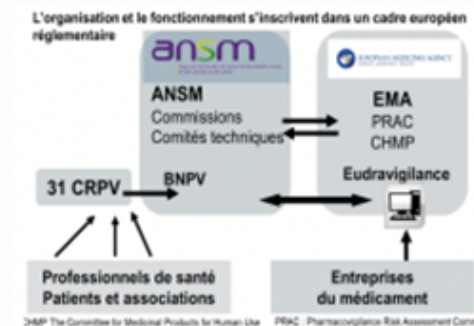 L'organisation et le fonctionnement s'inscrivent dans un cadre européen
réglementaire
ansm
EUROPEAN MEDICINES AGENCY
ANSM
Commissions
Comités techniques
EMA
PRAC
CHMP
31 CRPV
BNPV
Eudravigilance
Professionnels de santé
Patients et associations
Entreprises
du médicament
CHMP The Committee for Medicinal Products for Human Use
PRAC : Pharmacovigilance Risk Assessment Com